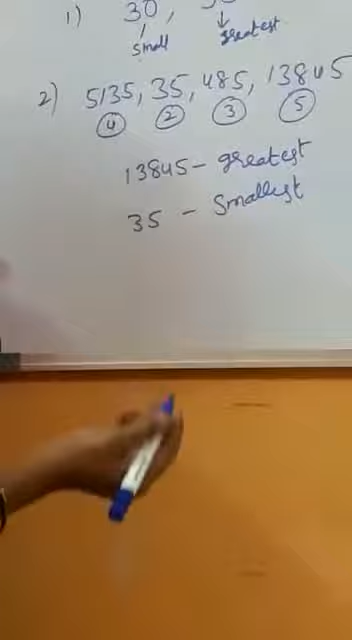 1) 30,
small greatest
2) 5135, 35, 485, 13845
4 2 3 5
13845 - greatest
35 - Smallest